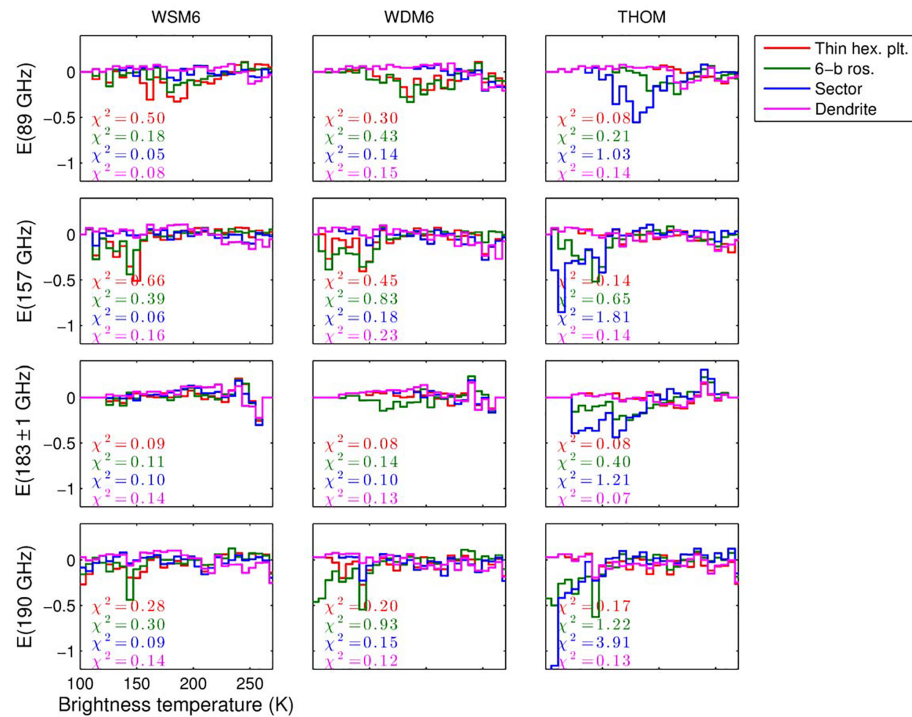 WSM6 WDM6 THOM
Thin hex. plt.
6-b ros.
Sector
Dendrite
E(89 GHz)
0
−0.5
−1
χ² = 0.50
χ² = 0.18
χ² = 0.05
χ² = 0.08
χ² = 0.30
χ² = 0.43
χ² = 0.14
χ² = 0.15
χ² = 0.08
χ² = 0.21
χ² = 1.03
χ² = 0.14
E(157 GHz)
0
−0.5
−1
χ² = 0.66
χ² = 0.39
χ² = 0.06
χ² = 0.16
χ² = 0.45
χ² = 0.83
χ² = 0.18
χ² = 0.23
χ² = 0.14
χ² = 0.65
χ² = 1.81
χ² = 0.14
E(183±1 GHz)
0
−0.5
−1
χ² = 0.09
χ² = 0.11
χ² = 0.10
χ² = 0.14
χ² = 0.08
χ² = 0.14
χ² = 0.10
χ² = 0.13
χ² = 0.08
χ² = 0.40
χ² = 1.21
χ² = 0.07
E(190 GHz)
0
−0.5
−1
χ² = 0.28
χ² = 0.30
χ² = 0.09
χ² = 0.14
χ² = 0.20
χ² = 0.93
χ² = 0.15
χ² = 0.12
χ² = 0.17
χ² = 1.22
χ² = 3.91
χ² = 0.13
100 150 200 250
Brightness temperature (K)